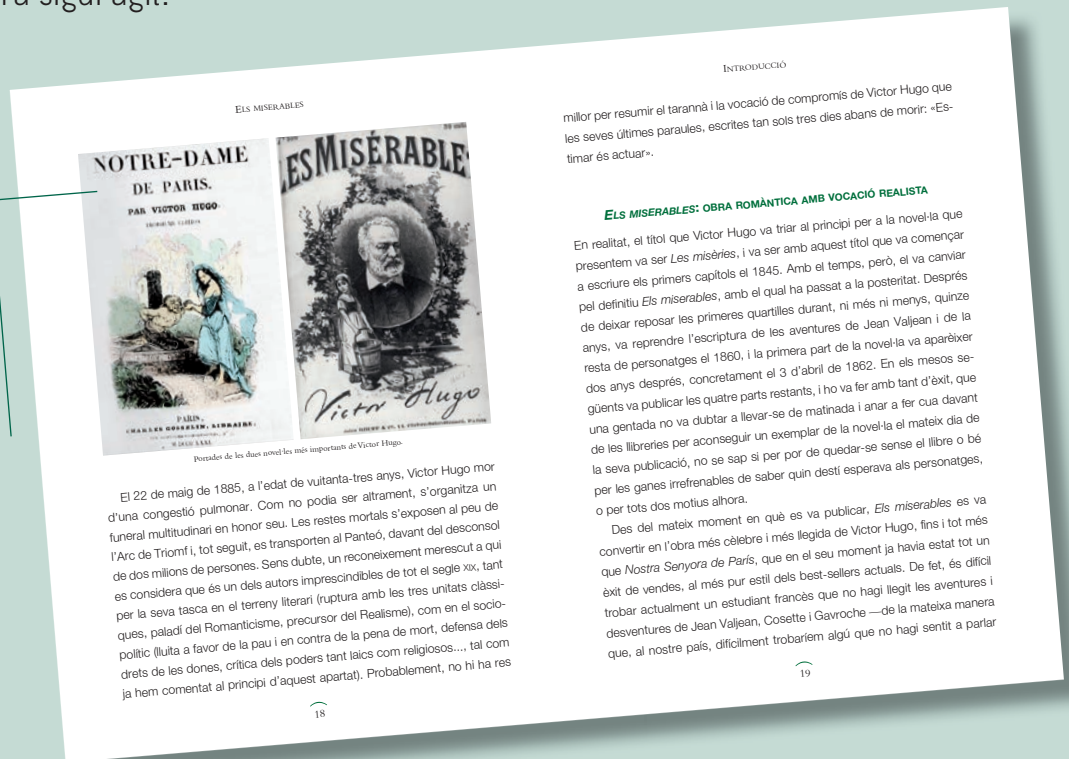 ra sigui àgil.
ELS MISERABLES
NOTRE-DAME
DE PARIS.
PAR VICTOR HUGO
PARIS,
CHARLES GOSSELIN, LIBRAIRE,
LES MISÉRABLE
Victor Hugo
Portades de les dues novel·les més importants de Victor Hugo.
El 22 de maig de 1885, a l'edat de vuitanta-tres anys, Victor Hugo mor
d'una congestió pulmonar. Com no podia ser altrament, s'organitza un
funeral multitudinari en honor seu. Les restes mortals s'exposen al peu de
l'Arc de Triomf i, tot seguit, es transporten al Panteó, davant del desconsol
de dos milions de persones. Sens dubte, un reconeixement merescut a qui
es considera que és un dels autors imprescindibles de tot el segle XIX, tant
per la seva tasca en el terreny literari (ruptura amb les tres unitats clàssi-
ques, paladí del Romanticisme, precursor del Realisme), com en el socio-
polític (lluita a favor de la pau i en contra de la pena de mort, defensa dels
drets de les dones, crítica dels poders tant laics com religiosos..., tal com
ja hem comentat al principi d'aquest apartat). Probablement, no hi ha res
18
INTRODUCCIÓ
millor per resumir el tarannà i la vocació de compromís de Victor Hugo que
les seves últimes paraules, escrites tan sols tres dies abans de morir: «Es-
timar és actuar».
ELS MISERABLES: OBRA ROMÀNTICA AMB VOCACIÓ REALISTA
En realitat, el títol que Victor Hugo va triar al principi per a la novel·la que
presentem va ser Les misèries, i va ser amb aquest títol que va començar
a escriure els primers capítols el 1845. Amb el temps, però, el va canviar
pel definitiu Els miserables, amb el qual ha passat a la posteritat. Després
de deixar reposar les primeres quartilles durant, ni més ni menys, quinze
anys, va reprendre l'escriptura de les aventures de Jean Valjean i de la
resta de personatges el 1860, i la primera part de la novel·la va aparèixer
dos anys després, concretament el 3 d'abril de 1862. En els mesos se-
güents va publicar les quatre parts restants, i ho va fer amb tant d'èxit, que
una gentada no va dubtar a llevar-se de matinada i anar a fer cua davant
de les llibreries per aconseguir un exemplar de la novel·la el mateix dia de
la seva publicació, no se sap si per por de quedar-se sense el llibre o bé
per les ganes irrefrenables de saber quin destí esperava als personatges,
o per tots dos motius alhora.
Des del mateix moment en què es va publicar, Els miserables es va
convertir en l'obra més cèlebre i més llegida de Victor Hugo, fins i tot més
que Nostra Senyora de París, que en el seu moment ja havia estat tot un
èxit de vendes, al més pur estil dels best-sellers actuals. De fet, és difícil
trobar actualment un estudiant francès que no hagi llegit les aventures i
desventures de Jean Valjean, Cosette i Gavroche —de la mateixa manera
que, al nostre país, difícilment trobaríem algú que no hagi sentit a parlar
19